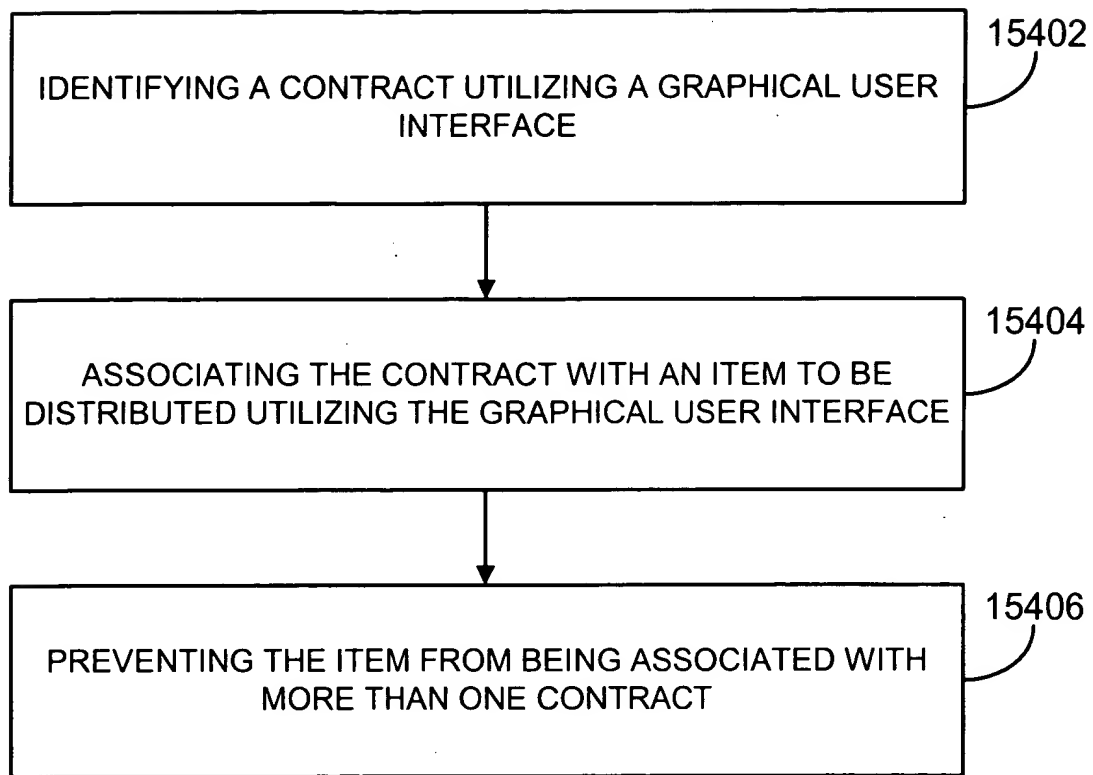 15402
IDENTIFYING A CONTRACT UTILIZING A GRAPHICAL USER
INTERFACE
15404
ASSOCIATING THE CONTRACT WITH AN ITEM TO BE
DISTRIBUTED UTILIZING THE GRAPHICAL USER INTERFACE
15406
PREVENTING THE ITEM FROM BEING ASSOCIATED WITH
MORE THAN ONE CONTRACT